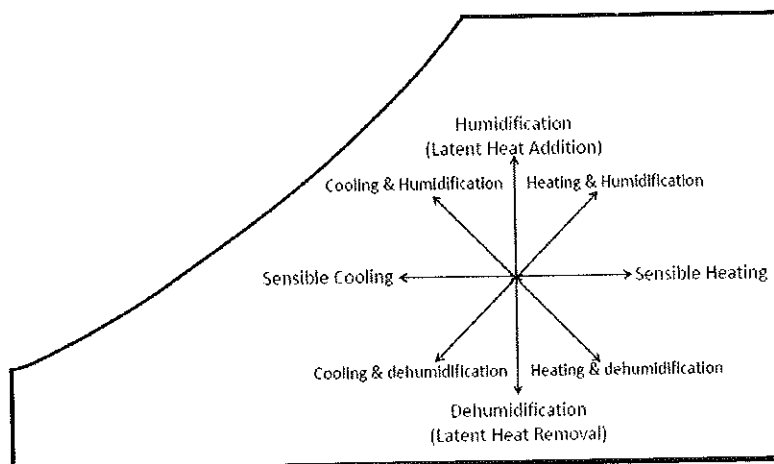 Humidification
(Latent Heat Addition)
Cooling & Humidification
Heating & Humidification
Sensible Cooling
Sensible Heating
Cooling & dehumidification
Heating & dehumidification
Dehumidification
(Latent Heat Removal)